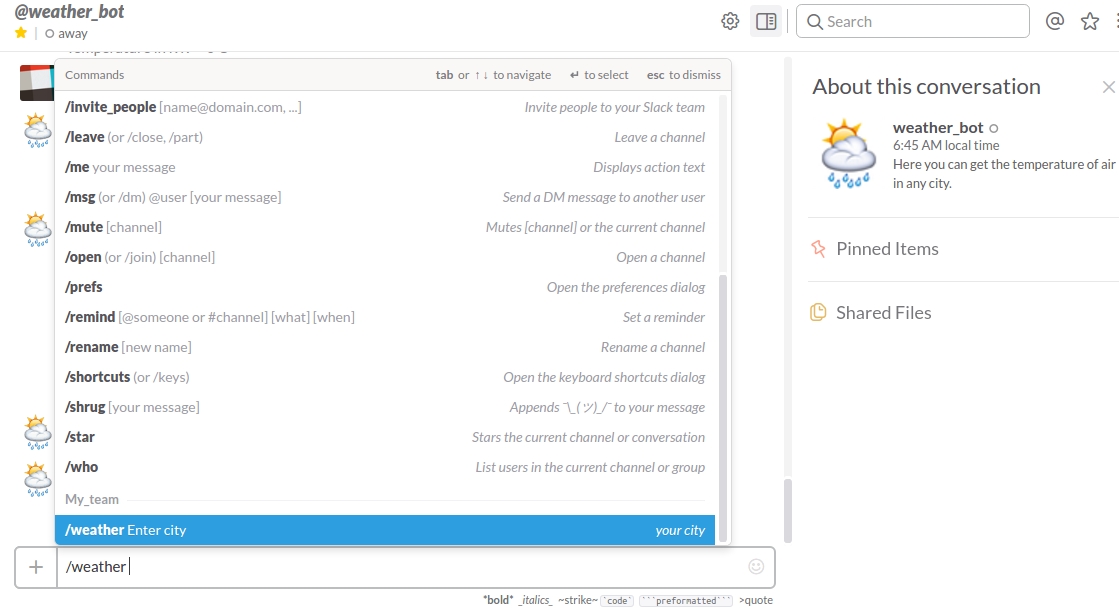 @weather_bot
away
Search
Commands
tab or ↑↓ to navigate ↵ to select esc to dismiss
/invite_people [name@domain.com, ...] Invite people to your Slack team
/leave (or /close, /part) Leave a channel
/me your message Displays action text
/msg (or /dm) @user [your message] Send a DM message to another user
/mute [channel] Mutes [channel] or the current channel
/open (or /join) [channel] Open a channel
/prefs Open the preferences dialog
/remind [@someone or #channel] [what] [when] Set a reminder
/rename [new name] Rename a channel
/shortcuts (or /keys) Open the keyboard shortcuts dialog
/shrug [your message] Appends ¯\_(ツ)_/¯ to your message
/star Stars the current channel or conversation
/who List users in the current channel or group
My_team
/weather Enter city your city
/weather
*bold* _italics_ ~strike~ `code` ```preformatted``` >quote
About this conversation
weather_bot
6:45 AM local time
Here you can get the temperature of air
in any city.
Pinned Items
Shared Files